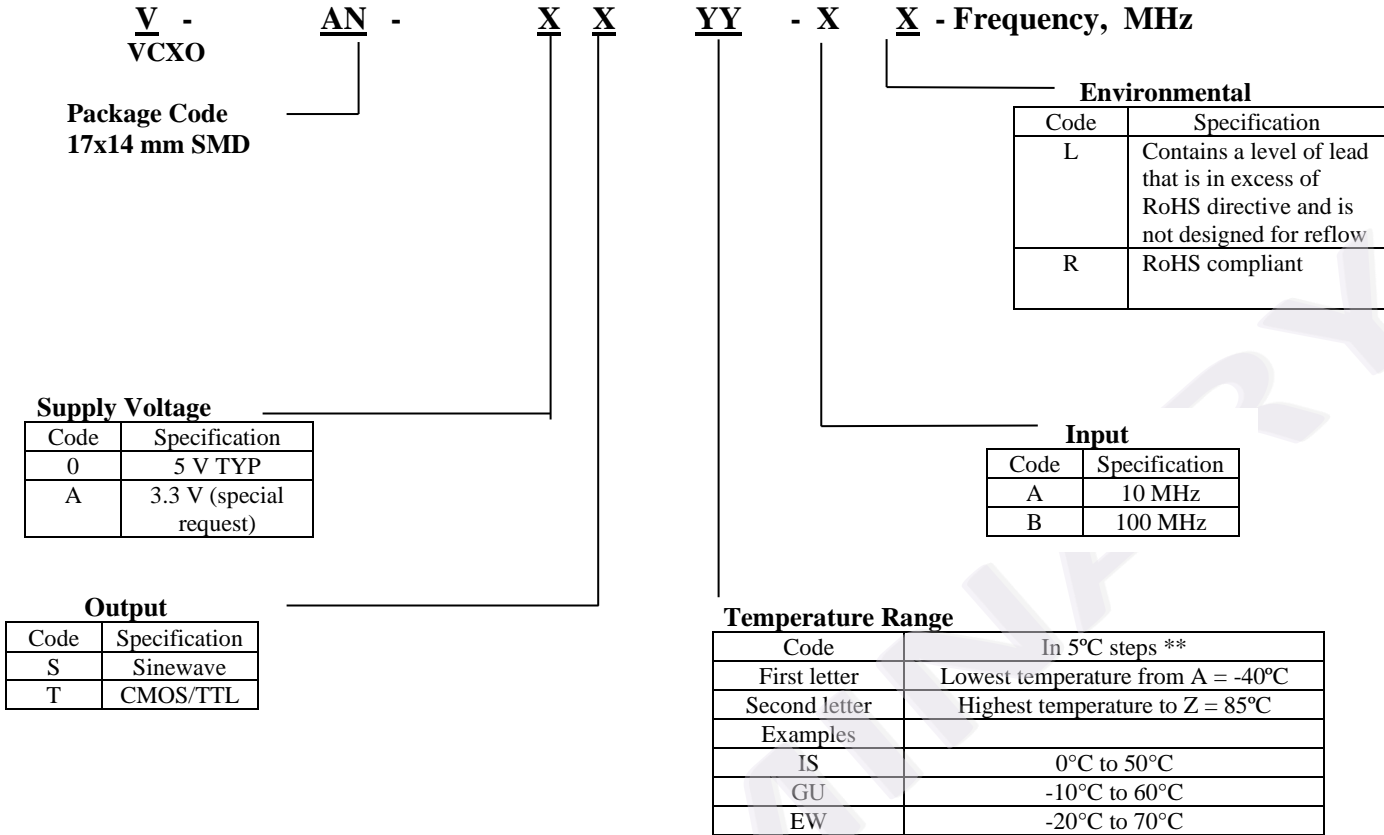 V - AN - X X YY - X X - Frequency, MHz
VCXO
Package Code
17x14 mm SMD
Environmental
Code Specification
L Contains a level of lead
that is in excess of
RoHS directive and is
not designed for reflow
R RoHS compliant
Supply Voltage
Code Specification
0 5 V TYP
A 3.3 V (special
request)
Input
Code Specification
A 10 MHz
B 100 MHz
Output
Code Specification
S Sinewave
T CMOS/TTL
Temperature Range
Code In 5ºC steps **
First letter Lowest temperature from A = -40ºC
Second letter Highest temperature to Z = 85ºC
Examples
IS 0°C to 50°C
GU -10°C to 60°C
EW -20°C to 70°C